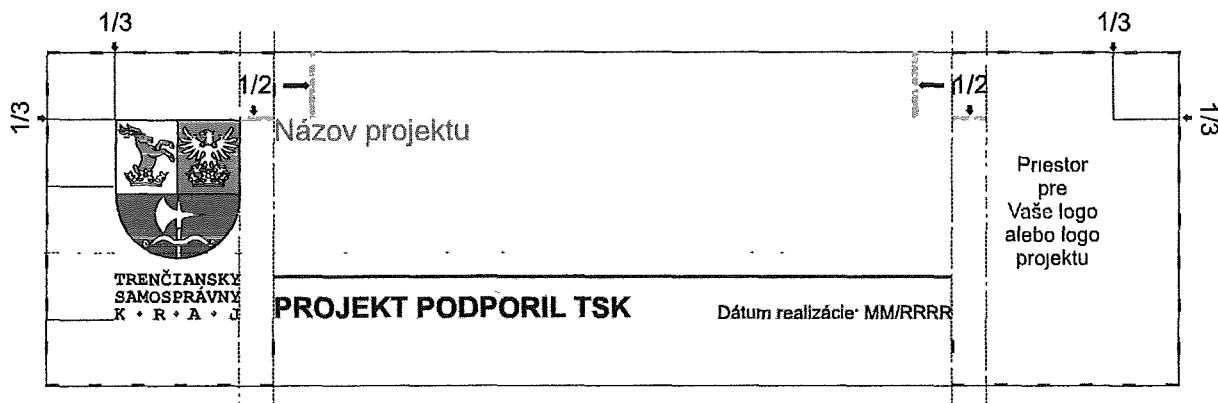 1/3
1/3
1/2
1/2
1/3
1/3
Názov projektu
Priestor
pre
Vaše logo
alebo logo
projektu
TRENČIANSKY
SAMOSPRÁVNY
K • R • A • J
PROJEKT PODPORIL TSK
Dátum realizácie: MM/RRRR